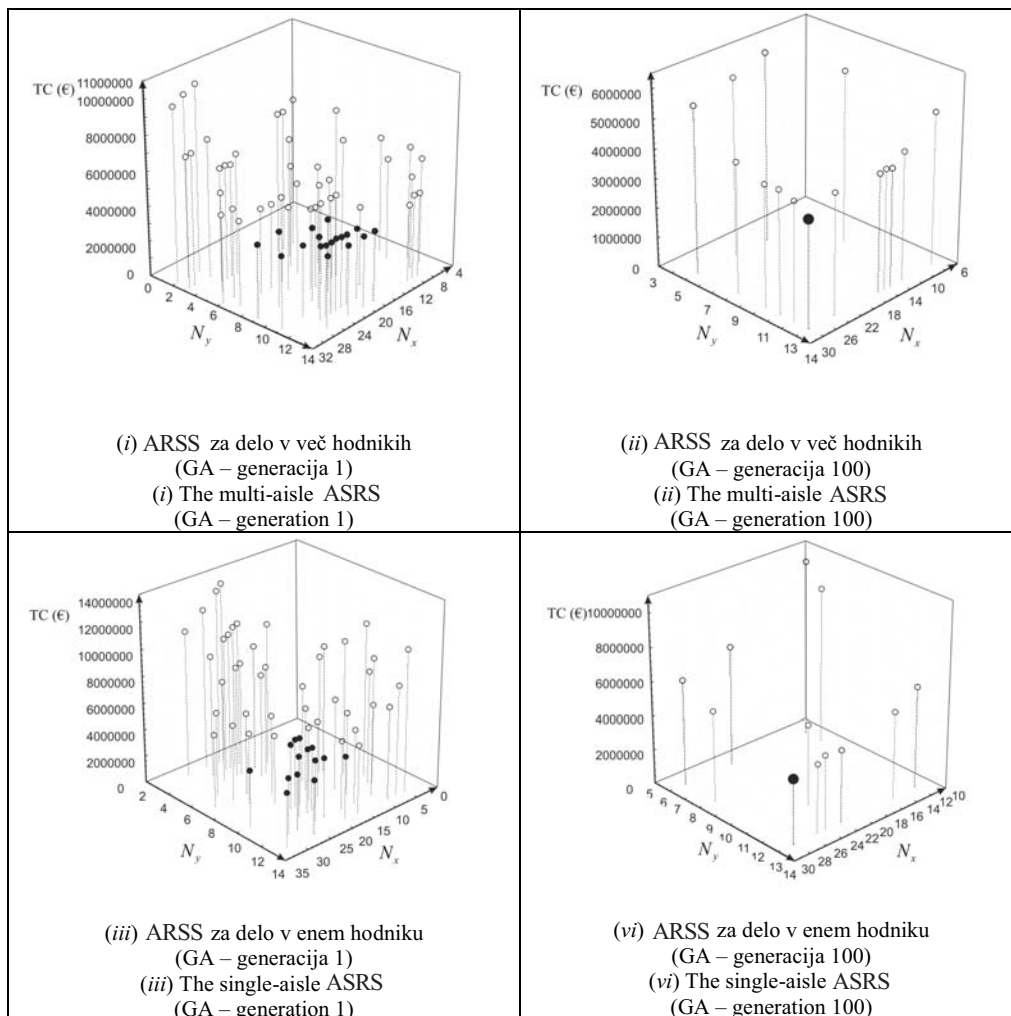 TC (€)
11000000
10000000
8000000
6000000
4000000
2000000
0
0 2 4 6 8 10 12 14
N_y
32 28 24 20 16 12 8 4
N_x
(i) ARSS za delo v več hodnikih
(GA – generacija 1)
(i) The multi-aisle ASRS
(GA – generation 1)
TC (€)
6000000
5000000
4000000
3000000
2000000
1000000
0
3 5 7 9 11 13 14
N_y
30 26 22 18 14 10 6
N_x
(ii) ARSS za delo v več hodnikih
(GA – generacija 100)
(ii) The multi-aisle ASRS
(GA – generation 100)
TC (€)
14000000
12000000
10000000
8000000
6000000
4000000
2000000
0
2 4 6 8 10 12 14
N_y
35 30 25 20 15 10 5 0
N_x
(iii) ARSS za delo v enem hodniku
(GA – generacija 1)
(iii) The single-aisle ASRS
(GA – generation 1)
TC (€)
10000000
8000000
6000000
4000000
2000000
0
5 6 7 8 9 10 11 12 13 14
N_y
30 28 26 24 22 20 18 16 14 12 10
N_x
(vi) ARSS za delo v enem hodniku
(GA – generacija 100)
(vi) The single-aisle ASRS
(GA – generation 100)